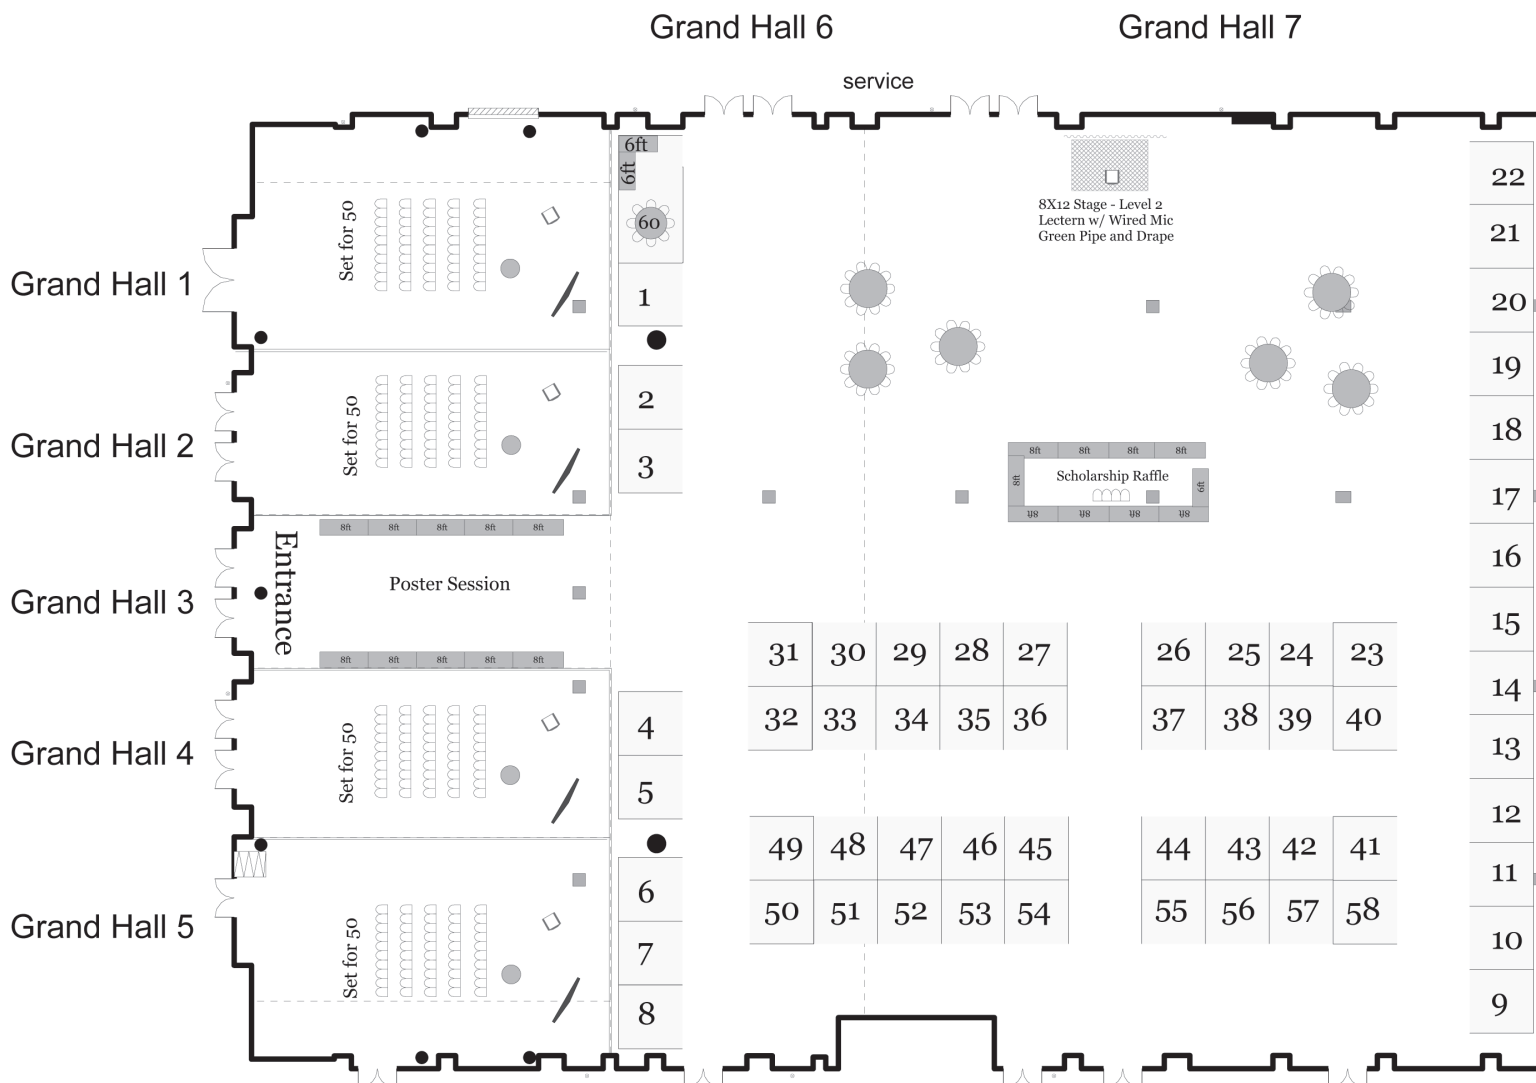 Grand Hall 6
Grand Hall 7
service
6ft
6ft
60
8X12 Stage - Level 2
Lectern w/ Wired Mic
Green Pipe and Drape
Grand Hall 1
Set for 50
1
Grand Hall 2
Set for 50
2
3
8ft 8ft 8ft 8ft
8ft
Scholarship Raffle
6ft
8ft 8ft 8ft 8ft
Grand Hall 3
Entrance
8ft 8ft 8ft 8ft 8ft
Poster Session
8ft 8ft 8ft 8ft 8ft
Grand Hall 4
Set for 50
4
5
Grand Hall 5
Set for 50
6
7
8
31 30 29 28 27
26 25 24 23
32 33 34 35 36
37 38 39 40
49 48 47 46 45
44 43 42 41
50 51 52 53 54
55 56 57 58
22
21
20
19
18
17
16
15
14
13
12
11
10
9